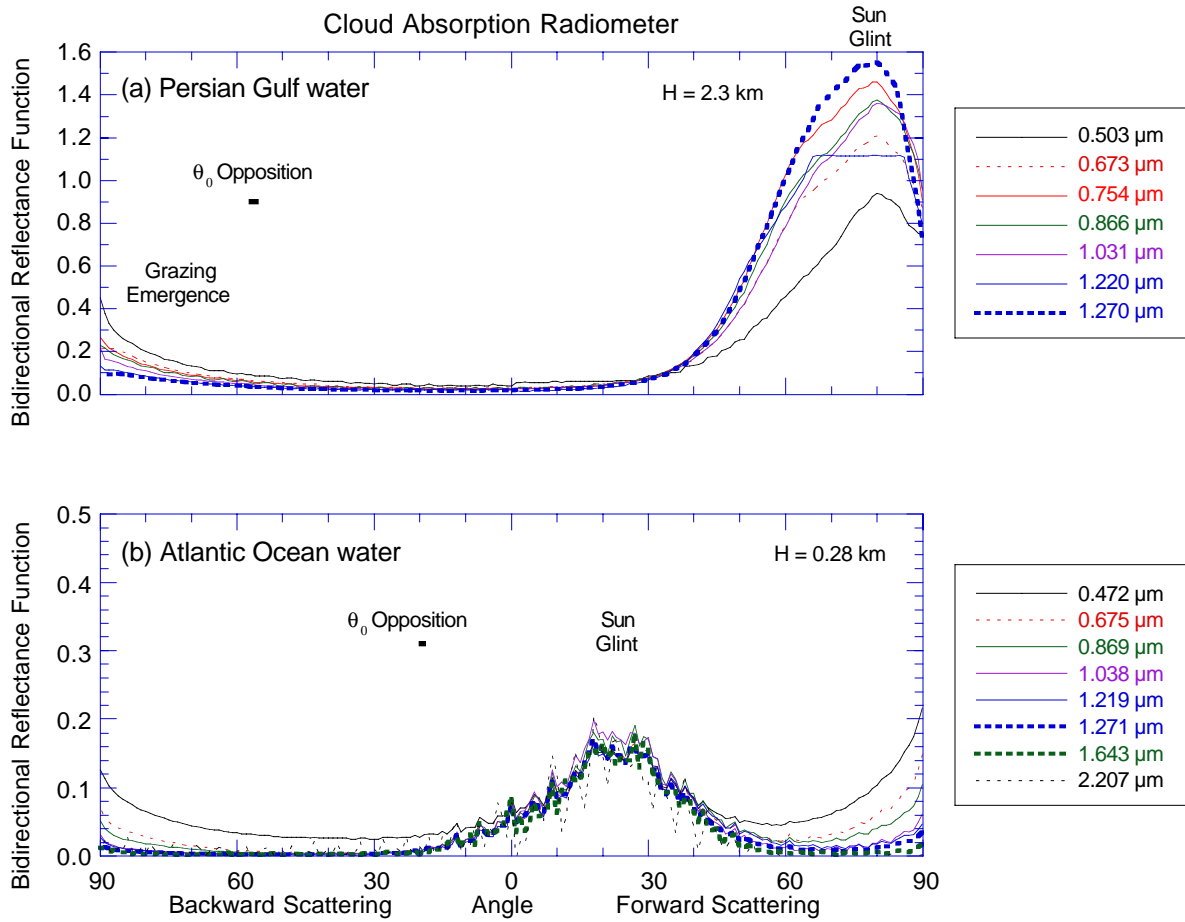 Cloud Absorption Radiometer
Sun
Glint
1.6
1.4
1.2
1.0
0.8
0.6
0.4
0.2
0.0
Bidirectional Reflectance Function
(a) Persian Gulf water
H = 2.3 km
θ0 Opposition
Grazing
Emergence
0.503 µm
0.673 µm
0.754 µm
0.866 µm
1.031 µm
1.220 µm
1.270 µm
0.5
0.4
0.3
0.2
0.1
0.0
Bidirectional Reflectance Function
(b) Atlantic Ocean water
H = 0.28 km
θ0 Opposition
Sun
Glint
0.472 µm
0.675 µm
0.869 µm
1.038 µm
1.219 µm
1.271 µm
1.643 µm
2.207 µm
90 60 30 0 30 60 90
Backward Scattering Angle Forward Scattering